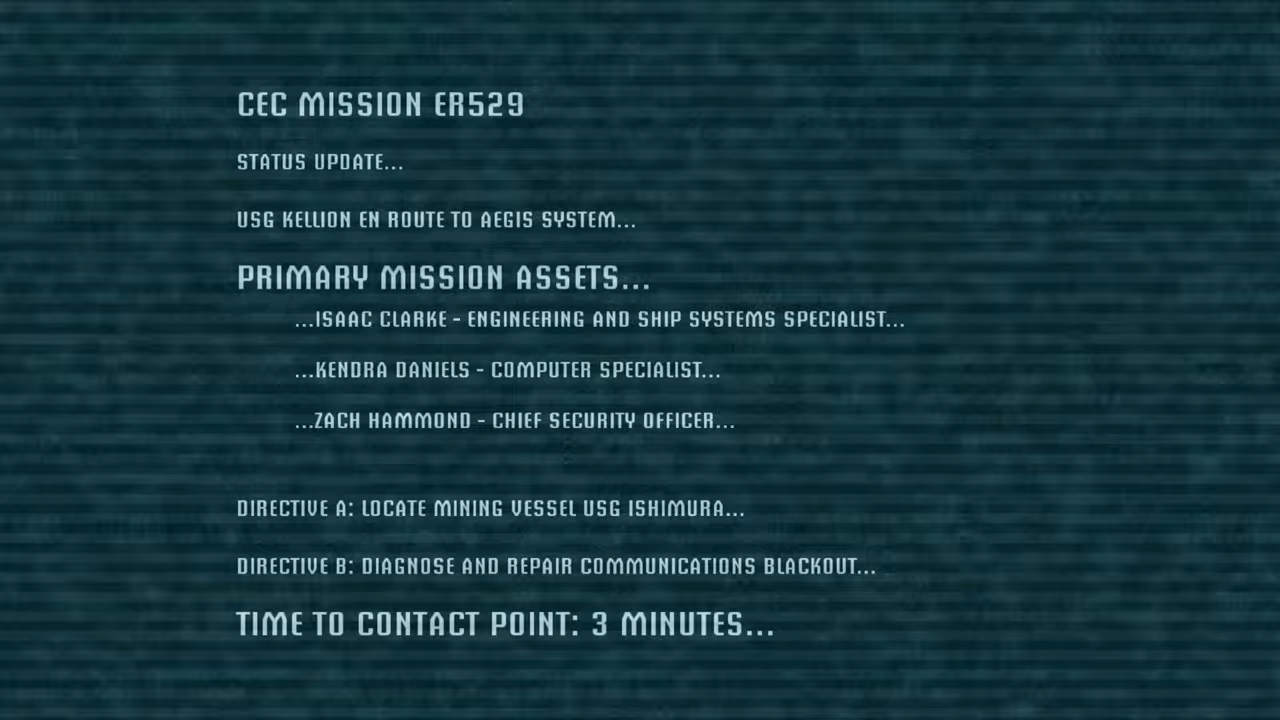 CEC MISSION ER529
STATUS UPDATE...
USG KELLION EN ROUTE TO AEGIS SYSTEM...
PRIMARY MISSION ASSETS...
...ISAAC CLARKE - ENGINEERING AND SHIP SYSTEMS SPECIALIST...
...KENDRA DANIELS - COMPUTER SPECIALIST...
...ZACH HAMMOND - CHIEF SECURITY OFFICER...
DIRECTIVE A: LOCATE MINING VESSEL USG ISHIMURA...
DIRECTIVE B: DIAGNOSE AND REPAIR COMMUNICATIONS BLACKOUT...
TIME TO CONTACT POINT: 3 MINUTES...